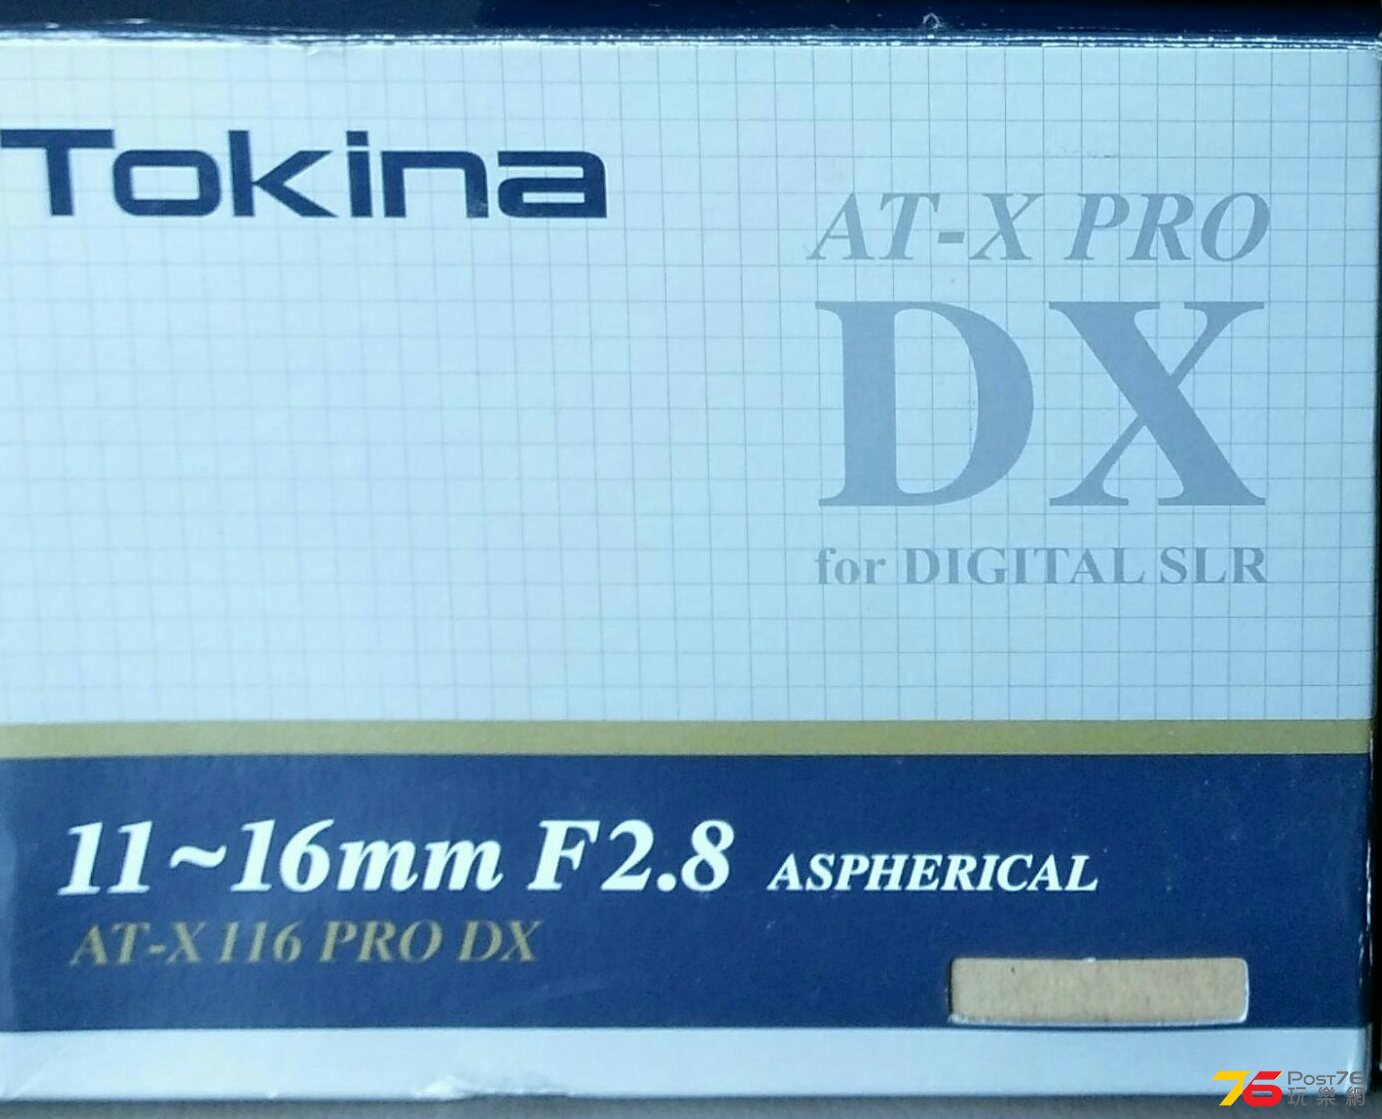 Tokina
AT-X PRO
DX
for DIGITAL SLR
11~16mm F2.8 ASPHERICAL
AT-X 116 PRO DX
76 POST76
玩樂網